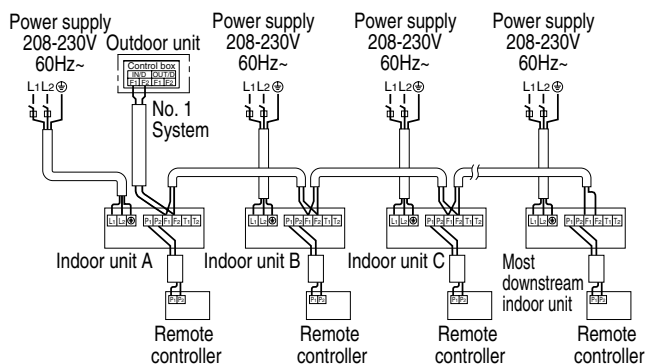 Power supply
208-230V
60Hz~
Outdoor unit
Power supply
208-230V
60Hz~
Power supply
208-230V
60Hz~
Power supply
208-230V
60Hz~
Control box
IN/D OUT/D
F1 F2 F1 F2
L1 L2
L1 L2
L1 L2
L1 L2
No. 1
System
L1 L2 P1 P2 F1 F2 T1 T2
L1 L2 P1 P2 F1 F2 T1 T2
L1 L2 P1 P2 F1 F2 T1 T2
L1 L2 P1 P2 F1 F2 T1 T2
Indoor unit A
Indoor unit B
Indoor unit C
Most
downstream
indoor unit
P1 P2
P1 P2
P1 P2
P1 P2
Remote
controller
Remote
controller
Remote
controller
Remote
controller